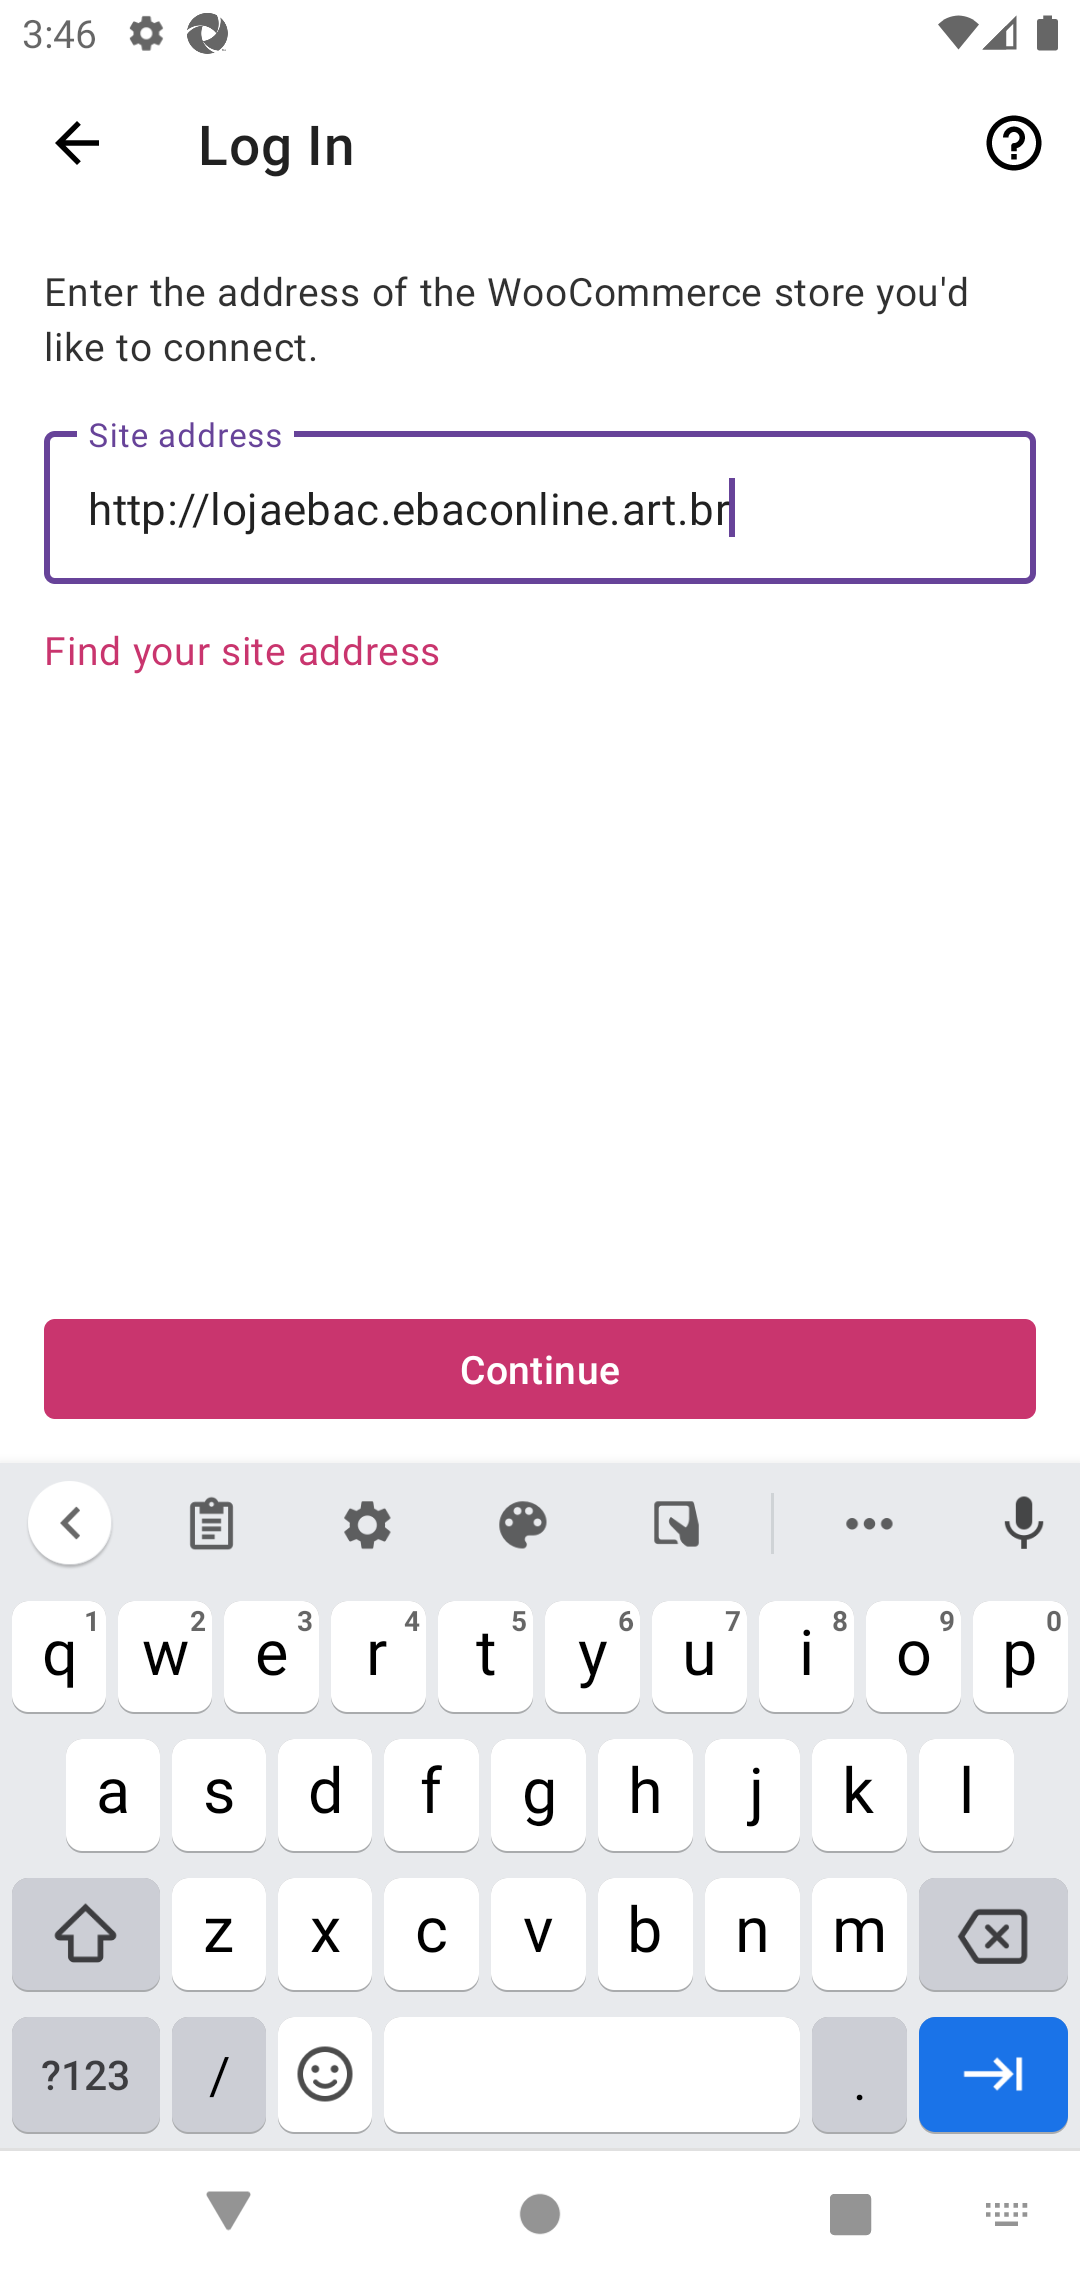 3:46
Log In
Enter the address of the WooCommerce store you'd
like to connect.
Site address
http://lojaebac.ebaconline.art.br
Find your site address
Continue
q 1 w 2 e 3 r 4 t 5 y 6 u 7 i 8 o 9 p 0
a s d f g h j k l
z x c v b n m
?123 / .